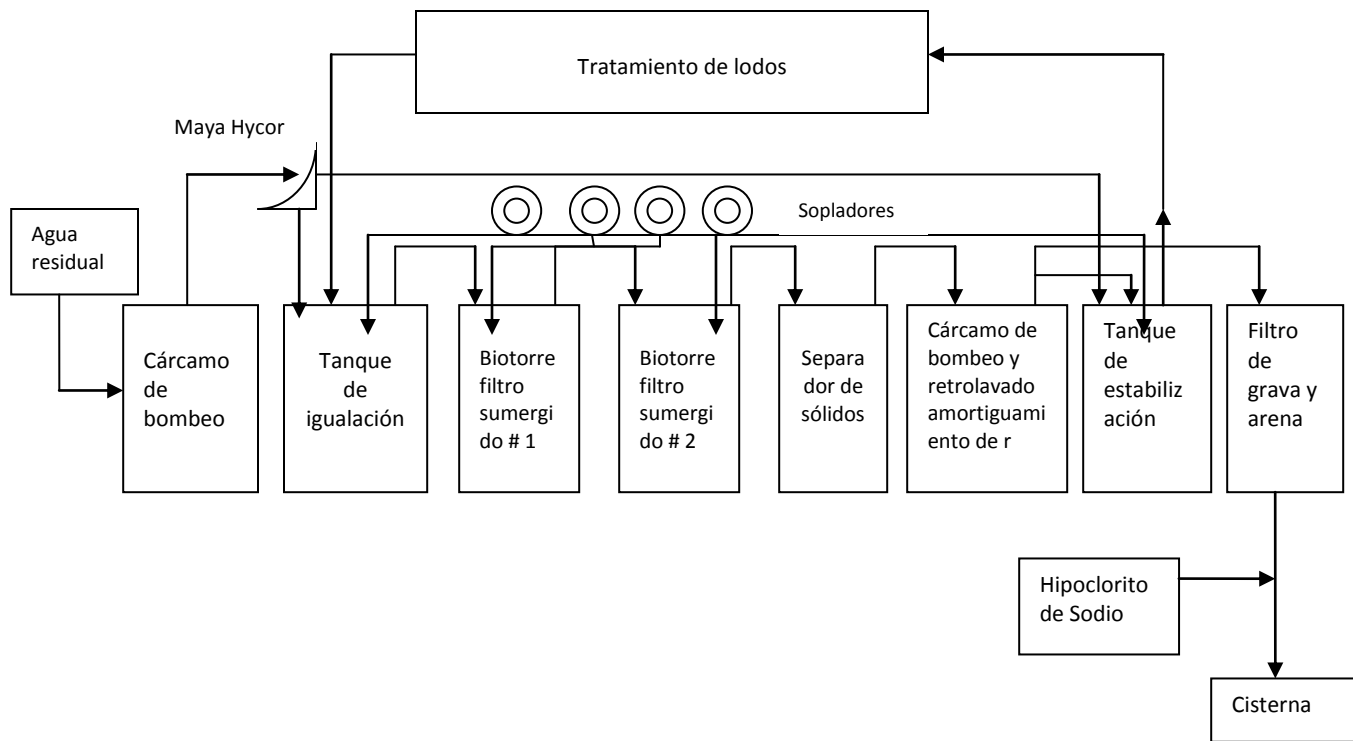 Tratamiento de lodos
Maya Hycor
Sopladores
Agua
residual
Cárcamo
de
bombeo
Tanque
de
igualación
Biotorre
filtro
sumergi
do # 1
Biotorre
filtro
sumergi
do # 2
Separa
dor de
sólidos
Cárcamo de
bombeo y
retrolavado
amortiguami
ento de r
Tanque
de
estabiliz
ación
Filtro
de
grava y
arena
Hipoclorito
de Sodio
Cisterna